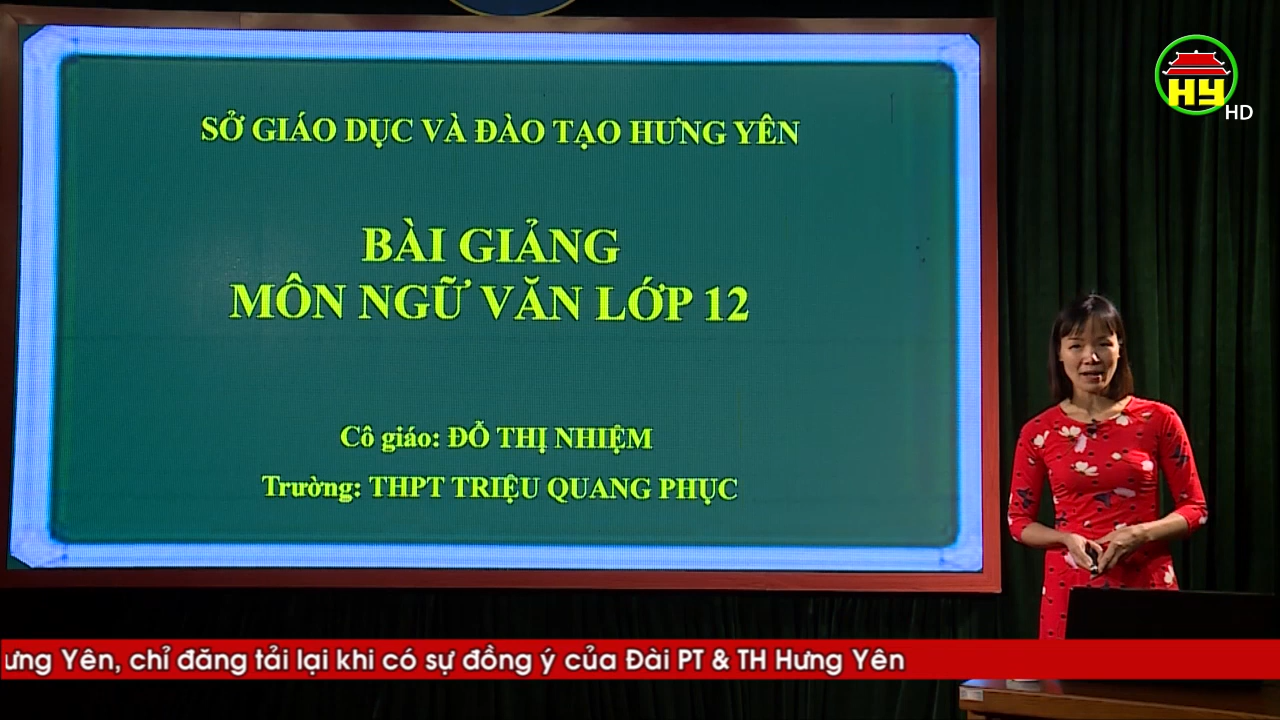 SỞ GIÁO DỤC VÀ ĐÀO TẠO HƯNG YÊN
HY
HD
BÀI GIẢNG
MÔN NGỮ VĂN LỚP 12
Cô giáo: ĐỖ THỊ NHIỆM
Trường: THPT TRIỆU QUANG PHỤC
Yên, chỉ đăng tải lại khi có sự đồng ý của Đài PT & TH Hưng Yên